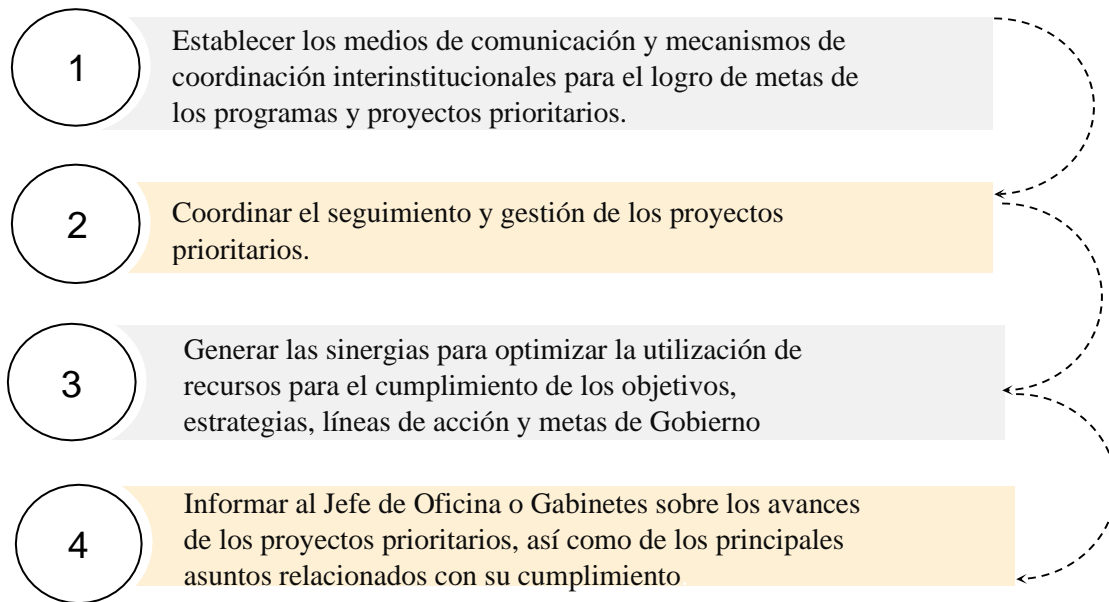 1
Establecer los medios de comunicación y mecanismos de
coordinación interinstitucionales para el logro de metas de
los programas y proyectos prioritarios.
2
Coordinar el seguimiento y gestión de los proyectos
prioritarios.
3
Generar las sinergias para optimizar la utilización de
recursos para el cumplimiento de los objetivos,
estrategias, líneas de acción y metas de Gobierno
4
Informar al Jefe de Oficina o Gabinetes sobre los avances
de los proyectos prioritarios, así como de los principales
asuntos relacionados con su cumplimiento